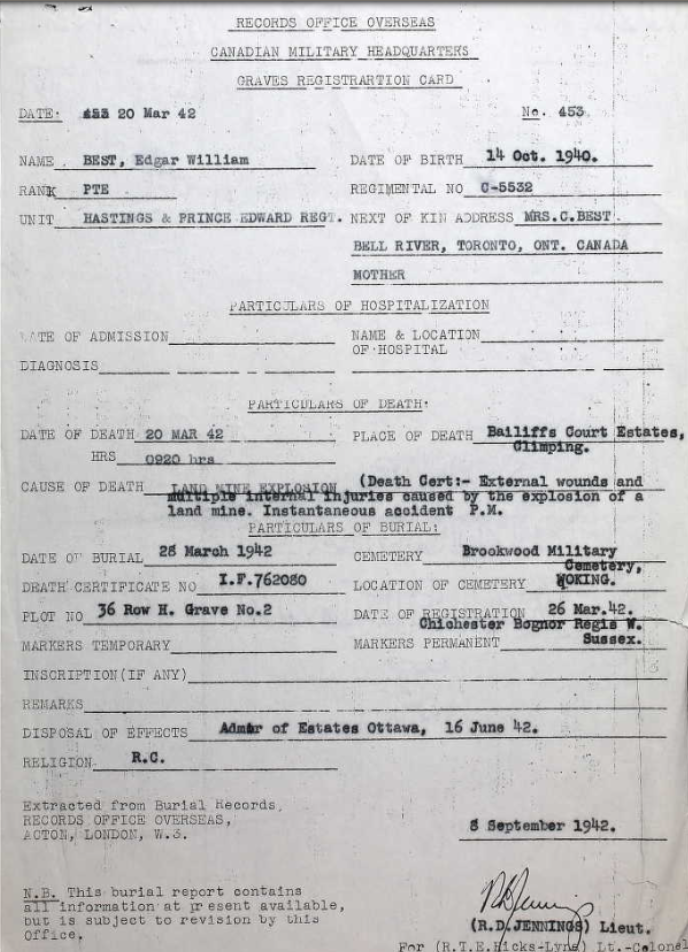 RECORDS OFFICE OVERSEAS
CANADIAN MILITARY HEADQUARTERS
GRAVES REGISTRARTION CARD
DATE: 20 Mar 42 No. 453
NAME BEST, Edgar William DATE OF BIRTH 14 Oct. 1940.
RANK PTE REGIMENTAL NO C-5532
UNIT HASTINGS & PRINCE EDWARD REGT. NEXT OF KIN ADDRESS MRS.C.BEST.
BELL RIVER, TORONTO, ONT. CANADA
MOTHER
PARTICULARS OF HOSPITALIZATION
DATE OF ADMISSION NAME & LOCATION
OF HOSPITAL
DIAGNOSIS
PARTICULARS OF DEATH:
DATE OF DEATH 20 MAR 42 PLACE OF DEATH Bailiffs Court Estates,
Climping.
HRS 0920 hrs
CAUSE OF DEATH LAND MINE EXPLOSION (Death Cert:- External wounds and
multiple internal injuries caused by the explosion of a
land mine. Instantaneous accident P.M.
PARTICULARS OF BURIAL:
DATE OF BURIAL 28 March 1942 CEMETERY Brookwood Military
Cemetery,
DEATH CERTIFICATE NO I.F.762080 LOCATION OF CEMETERY WOKING.
PLOT NO 36 Row H. Grave No.2 DATE OF REGISTRATION 26 Mar.42.
Chichester Bognor Regis W.
MARKERS TEMPORARY MARKERS PERMANENT Sussex.
INSCRIPTION(IF ANY)
REMARKS
DISPOSAL OF EFFECTS Admtr of Estates Ottawa, 16 June 42.
RELIGION R.C.
Extracted from Burial Records,
RECORDS OFFICE OVERSEAS,
ACTON, LONDON, W.3.
8 September 1942.
N.B. This burial report contains
all information at present available,
but is subject to revision by this
Office.
(R.D.JENNINGS) Lieut.
For (R.T.E.Hicks-Lyne) Lt.-Colone